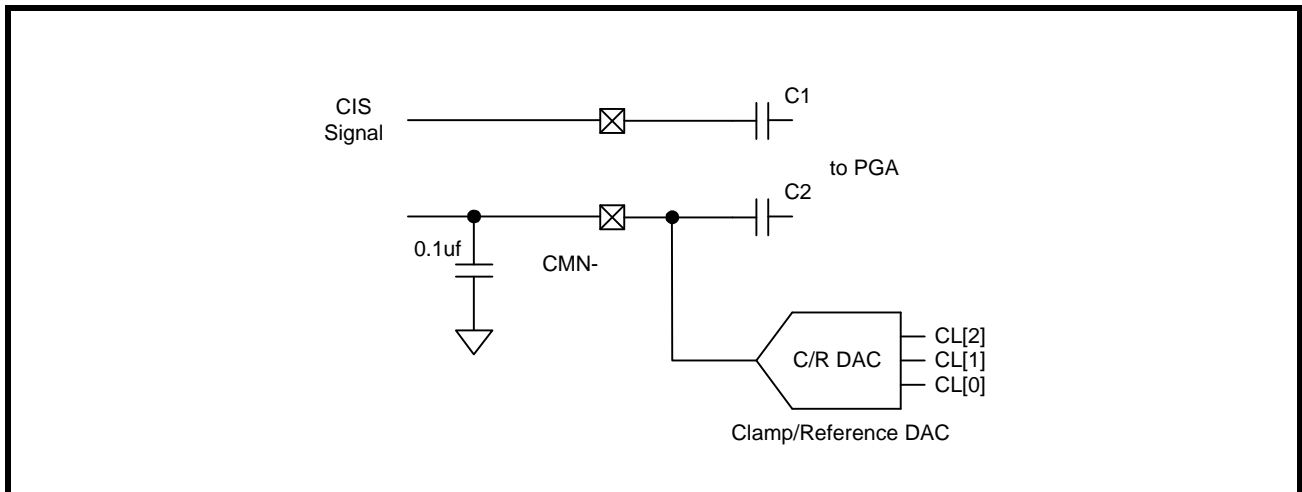 CIS
Signal
C1
to PGA
C2
0.1uf
CMN-
C/R DAC
CL[2]
CL[1]
CL[0]
Clamp/Reference DAC